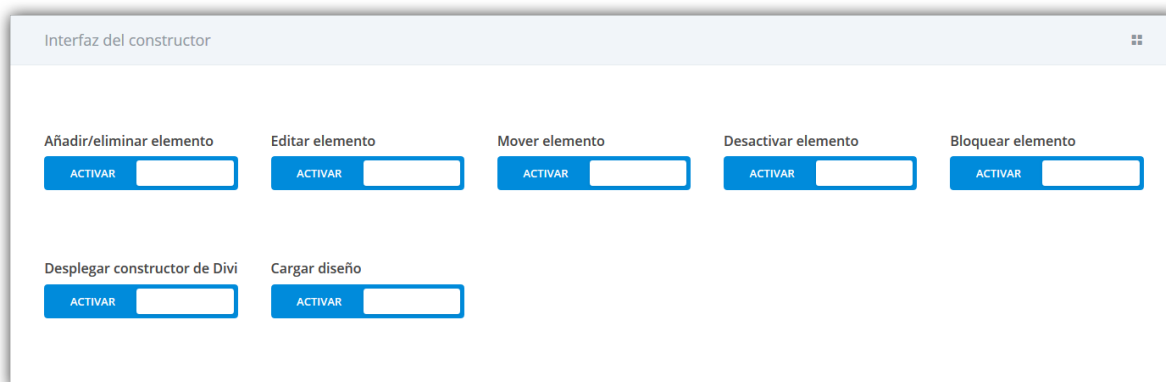 Interfaz del constructor
Añadir/eliminar elemento Editar elemento Mover elemento Desactivar elemento Bloquear elemento
ACTIVAR ACTIVAR ACTIVAR ACTIVAR ACTIVAR
Desplegar constructor de Divi Cargar diseño
ACTIVAR ACTIVAR